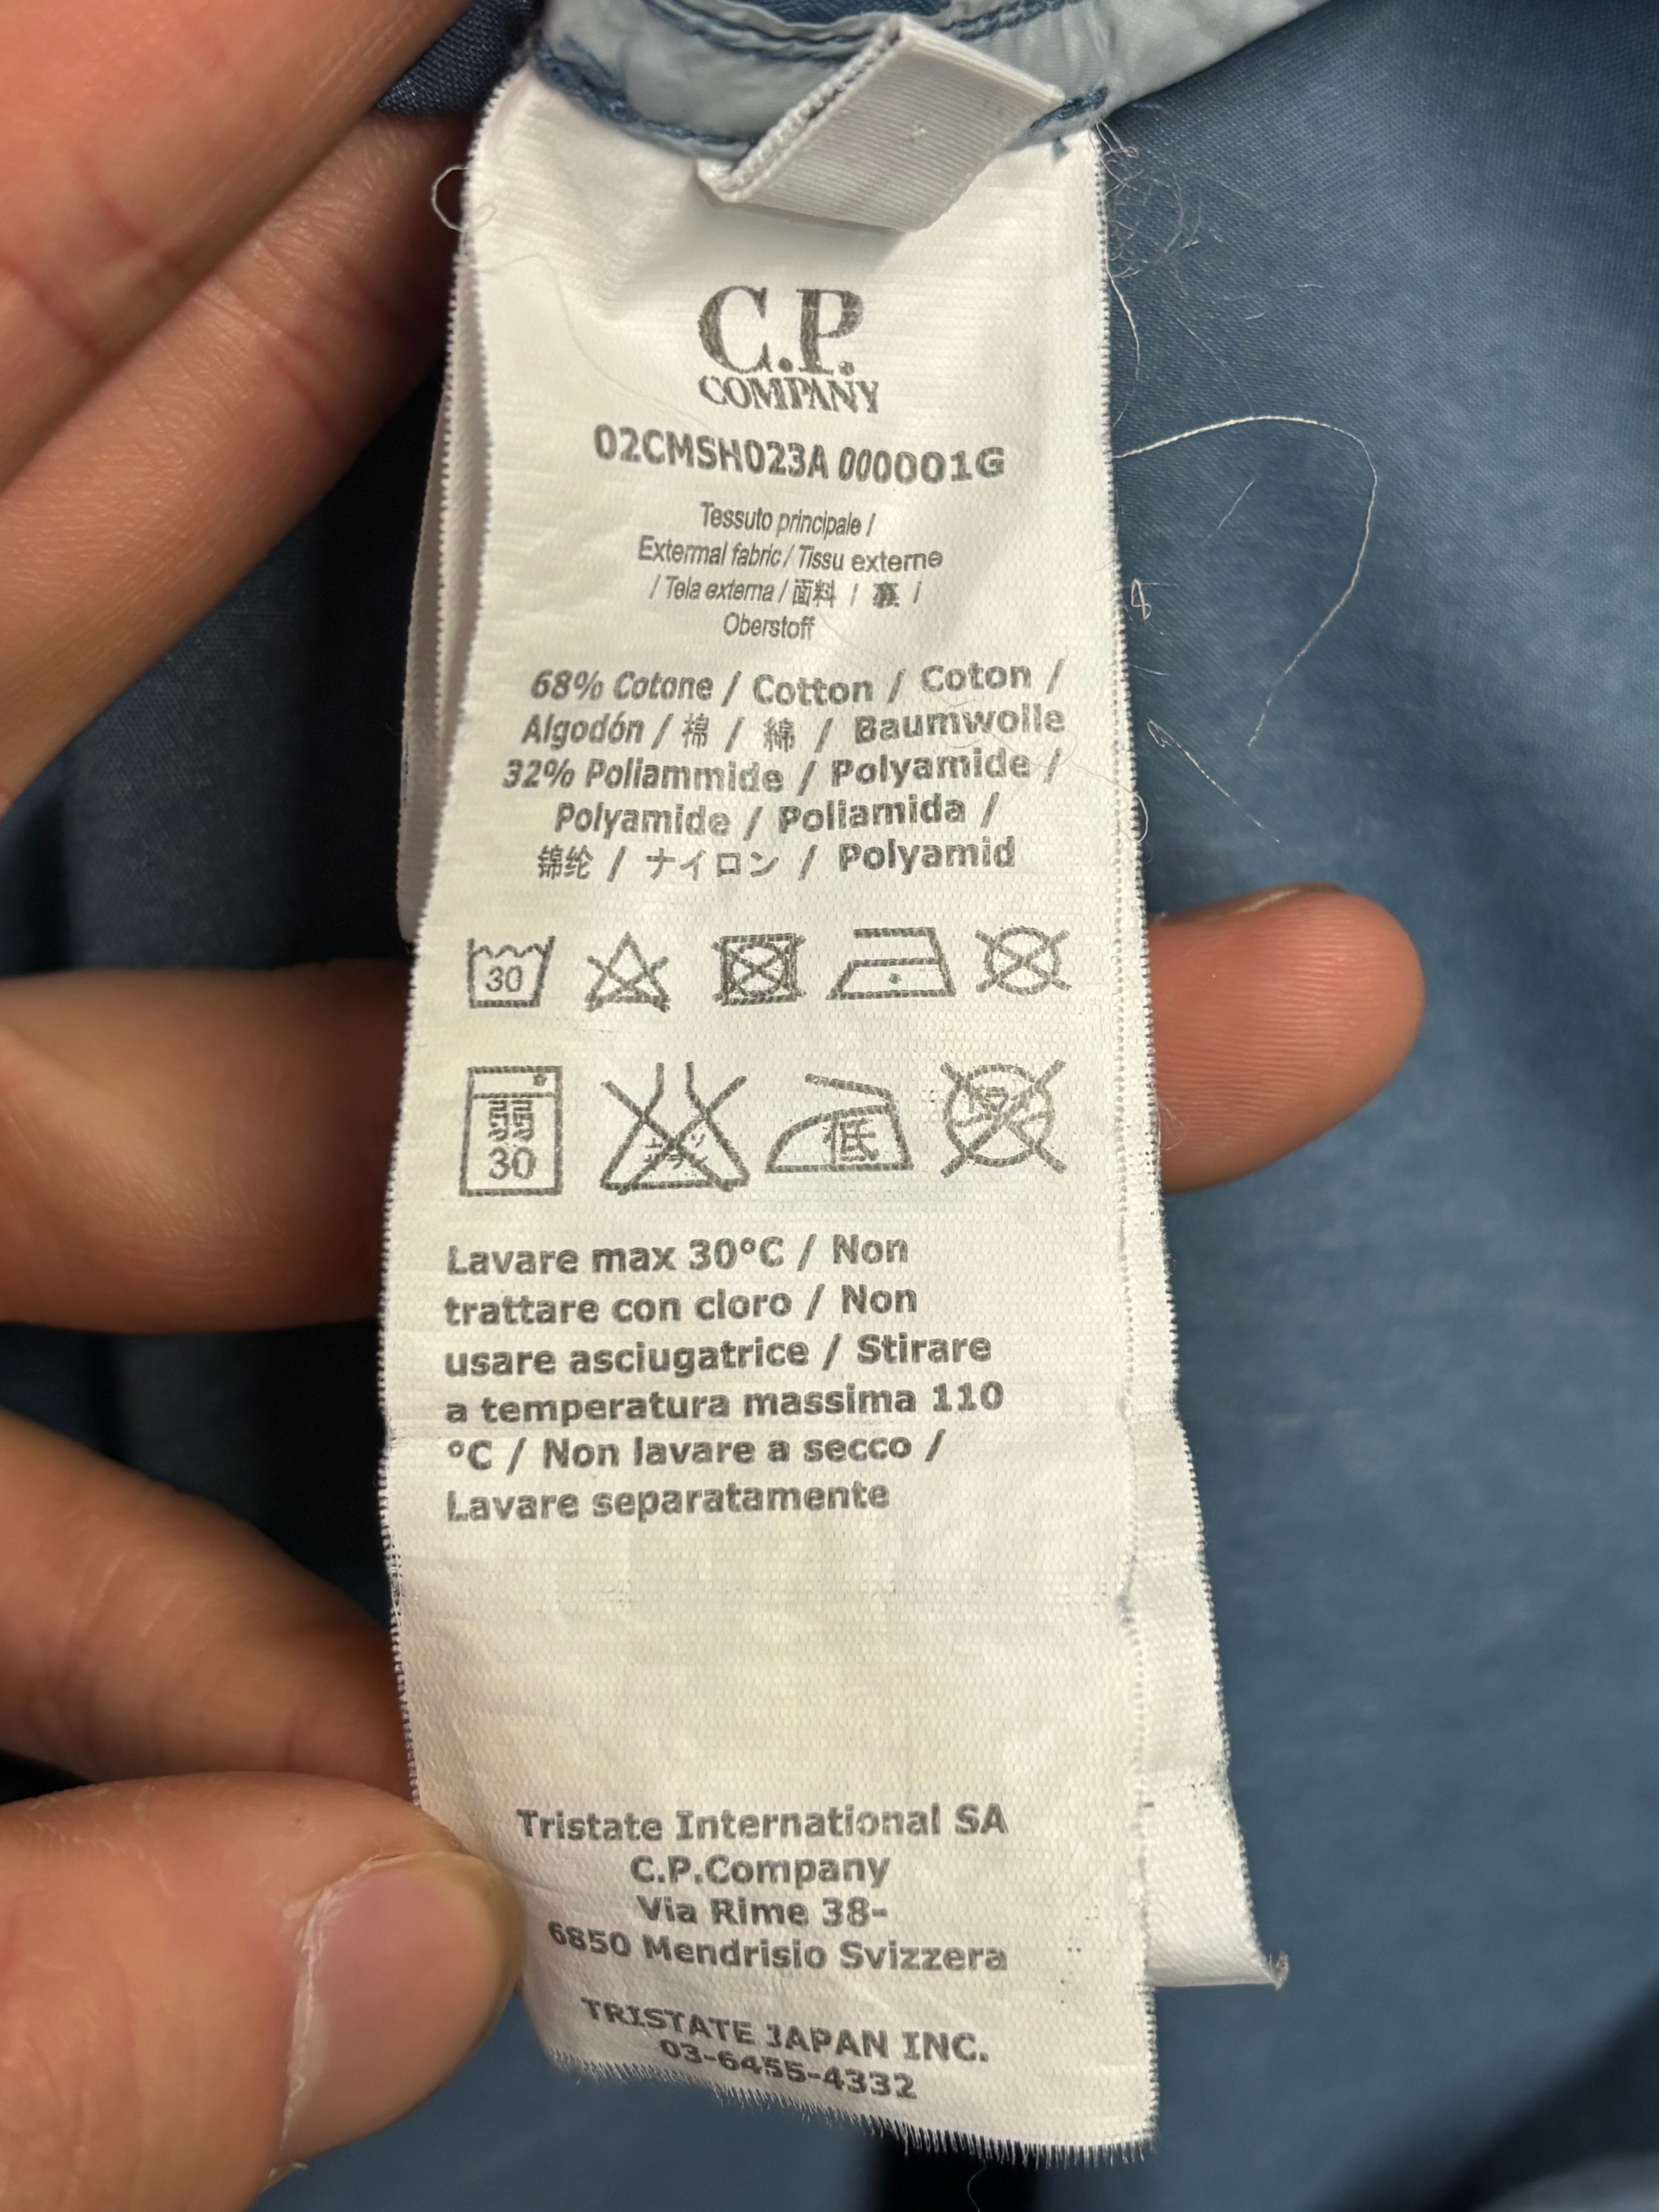 C.P.
COMPANY
02CMSH023A 000001G
Tessuto principale /
External fabric / Tissu externe
/ Tela externa / 面料 / 裏 /
Oberstoff
68% Cotone / Cotton / Coton /
Algodón / 棉 / 綿 / Baumwolle
32% Poliammide / Polyamide /
Polyamide / Poliamida /
锦纶 / ナイロン / Polyamid
30
弱
30
低
Lavare max 30°C / Non
trattare con cloro / Non
usare asciugatrice / Stirare
a temperatura massima 110
°C / Non lavare a secco /
Lavare separatamente
Tristate International SA
C.P.Company
Via Rime 38-
6850 Mendrisio Svizzera
TRISTATE JAPAN INC.
03-6455-4332